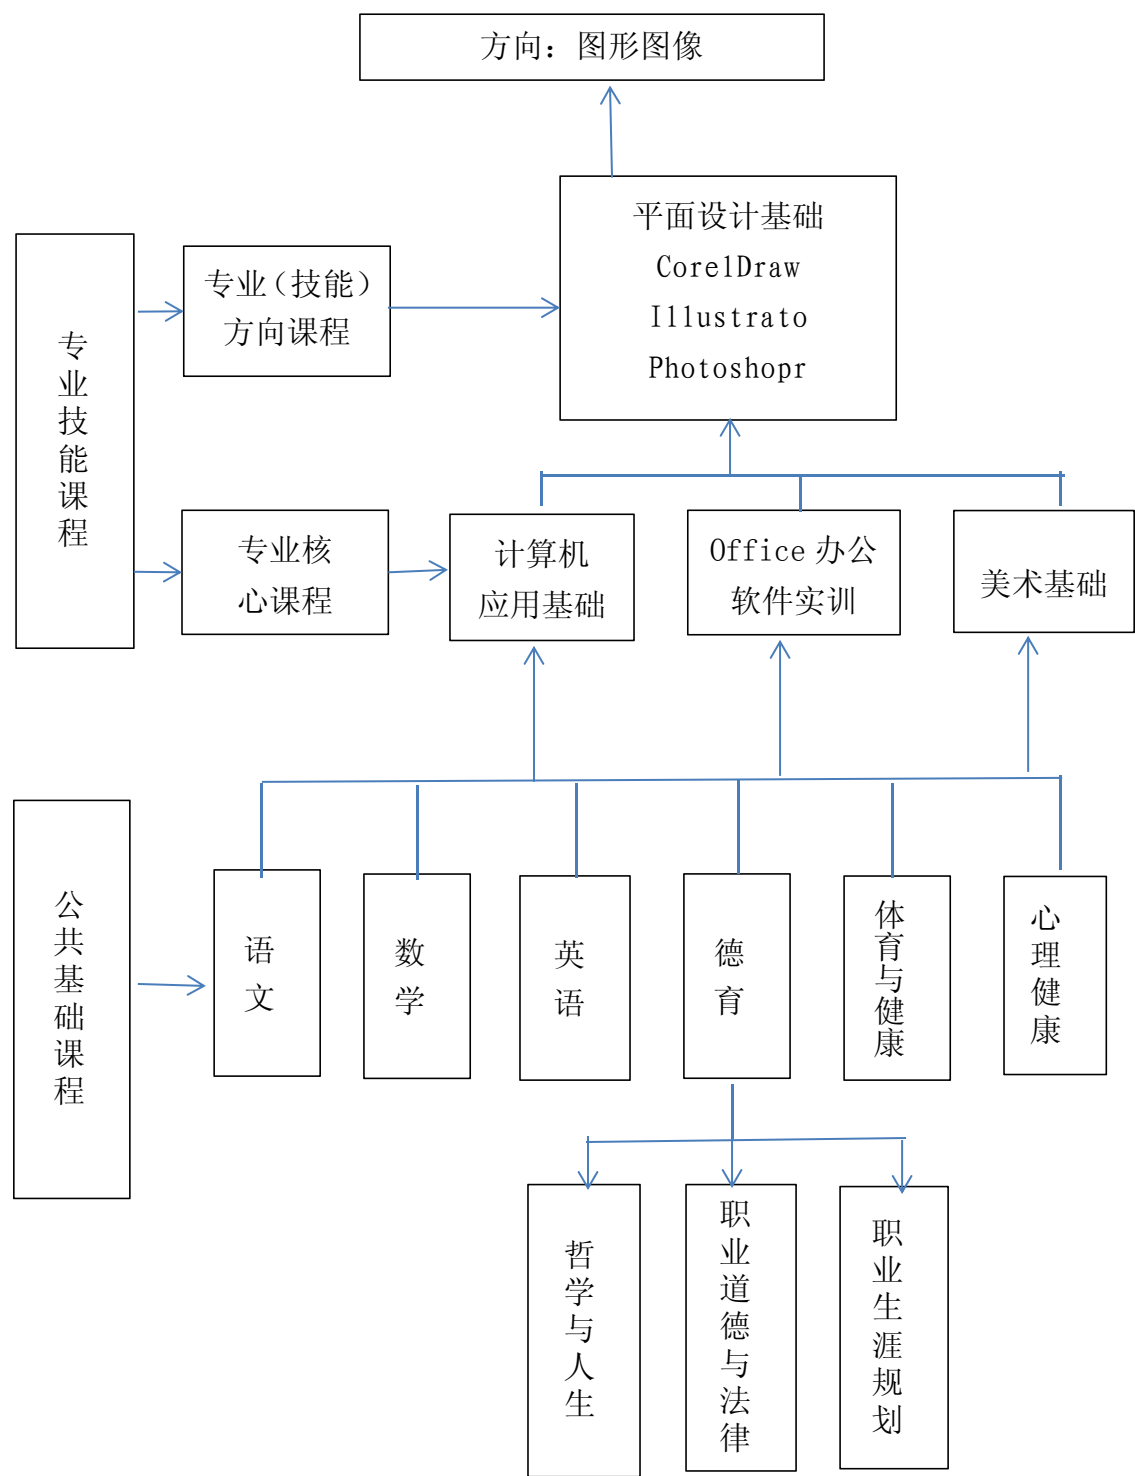 方向：图形图像
平面设计基础
CorelDraw
Illustrato
Photoshopr
专业（技能）
方向课程
专业技能课程
专业核
心课程
计算机
应用基础
Office 办公
软件实训
美术基础
公共基础课程
语文
数学
英语
德育
体育与健康
心理健康
哲学与人生
职业道德与法律
职业生涯规划